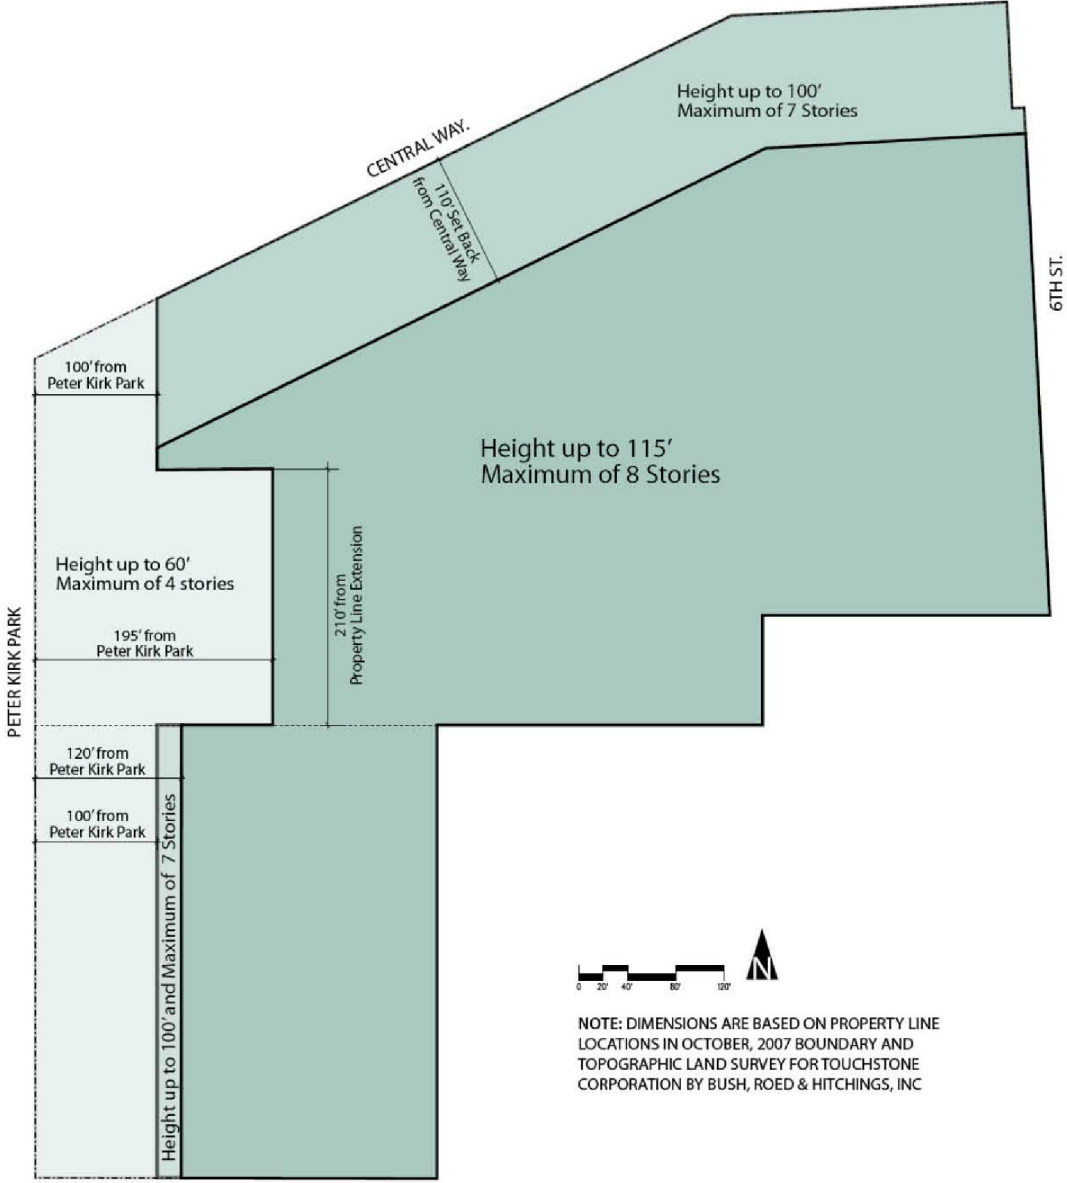 Height up to 100'
Maximum of 7 Stories
CENTRAL WAY.
110' Set Back
from Central Way
6TH ST.
100' from
Peter Kirk Park
Height up to 115'
Maximum of 8 Stories
Height up to 60'
Maximum of 4 stories
210' from
Property Line Extension
195' from
Peter Kirk Park
PETER KIRK PARK
120' from
Peter Kirk Park
100' from
Peter Kirk Park
Height up to 100' and Maximum of 7 Stories
N
0 20' 40' 80' 120'
NOTE: DIMENSIONS ARE BASED ON PROPERTY LINE
LOCATIONS IN OCTOBER, 2007 BOUNDARY AND
TOPOGRAPHIC LAND SURVEY FOR TOUCHSTONE
CORPORATION BY BUSH, ROED & HITCHINGS, INC